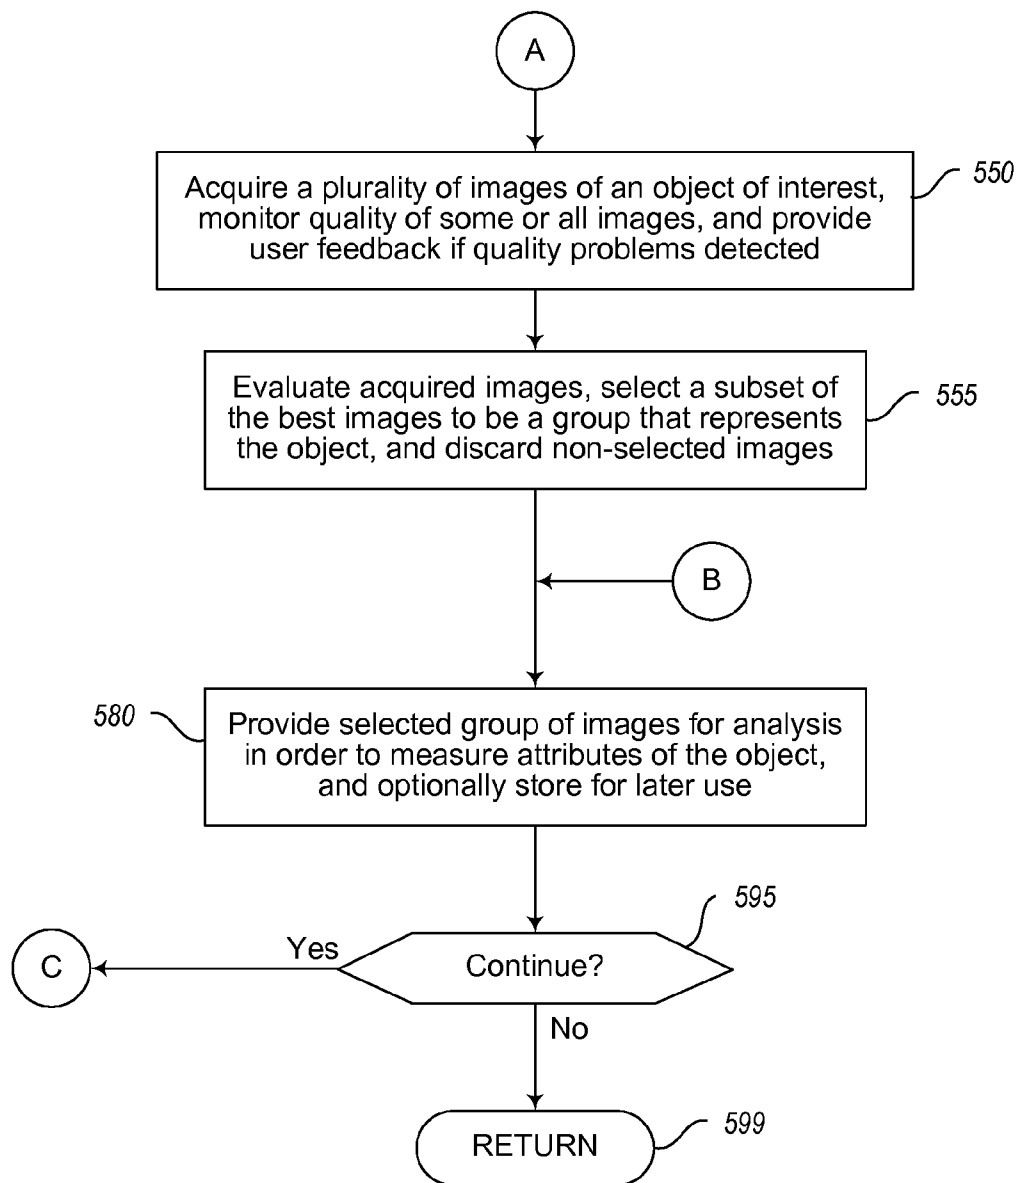 A
550
Acquire a plurality of images of an object of interest,
monitor quality of some or all images, and provide
user feedback if quality problems detected
555
Evaluate acquired images, select a subset of
the best images to be a group that represents
the object, and discard non-selected images
B
580
Provide selected group of images for analysis
in order to measure attributes of the object,
and optionally store for later use
595
C
Yes
Continue?
No
RETURN
599